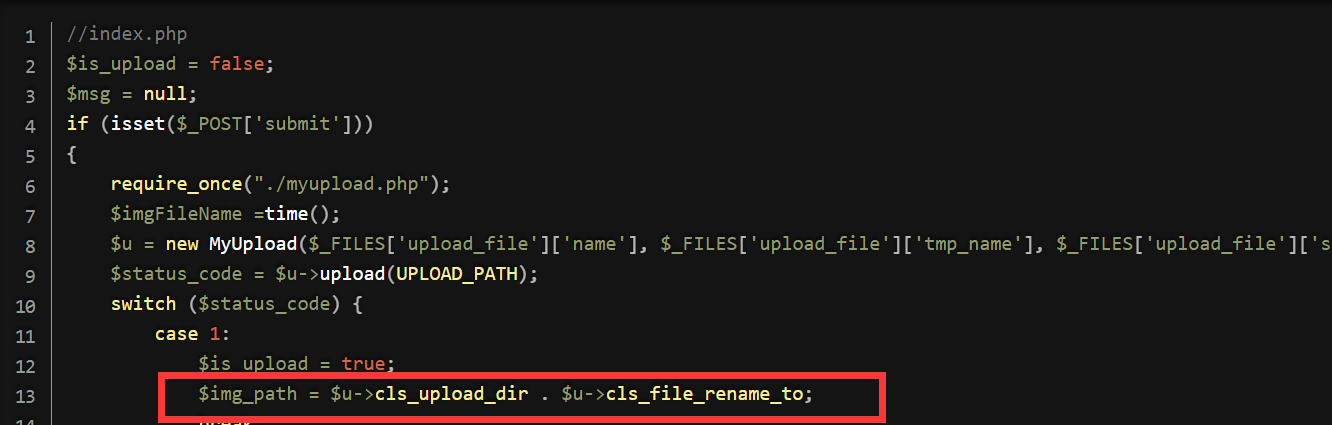 1 //index.php
2 $is_upload = false;
3 $msg = null;
4 if (isset($_POST['submit']))
5 {
6 require_once("./myupload.php");
7 $imgFileName =time();
8 $u = new MyUpload($_FILES['upload_file']['name'], $_FILES['upload_file']['tmp_name'], $_FILES['upload_file']['s
9 $status_code = $u->upload(UPLOAD_PATH);
10 switch ($status_code) {
11 case 1:
12 $is_upload = true;
13 $img_path = $u->cls_upload_dir . $u->cls_file_rename_to;
14 break